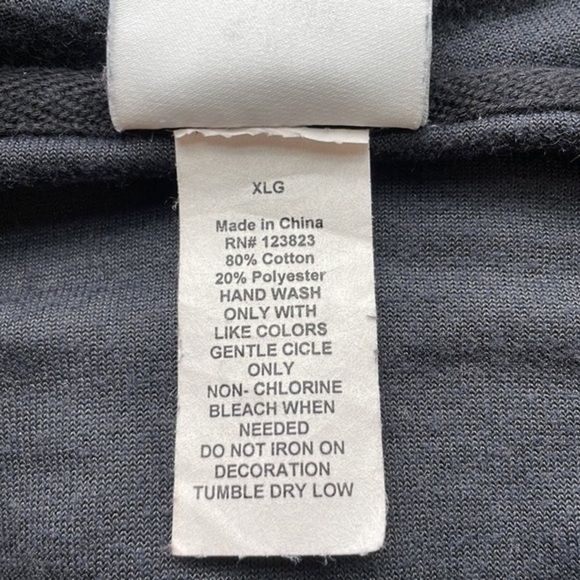 XLG
Made in China
RN# 123823
80% Cotton
20% Polyester
HAND WASH
ONLY WITH
LIKE COLORS
GENTLE CICLE
ONLY
NON- CHLORINE
BLEACH WHEN
NEEDED
DO NOT IRON ON
DECORATION
TUMBLE DRY LOW